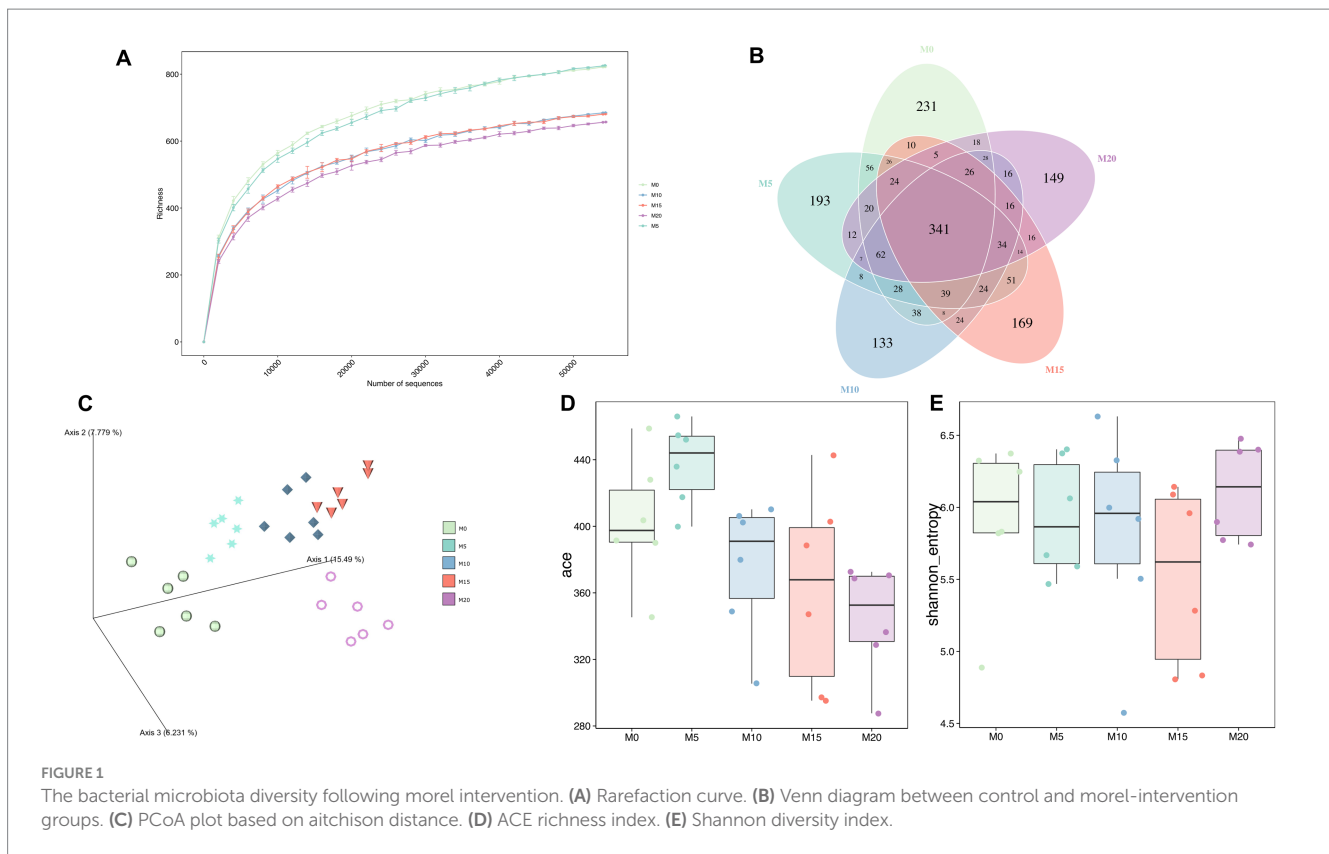 A
800
600
400
200
0
Richness
0
10000
20000
30000
40000
50000
Number of sequences
M0
M10
M15
M20
M5
B
M0
231
10
5
18
28
M20
56
26
24
26
16
149
M5
193
20
16
12
341
16
7
62
34
14
8
51
28
39
24
38
8
24
133
169
M15
M10
C
Axis 2 (7.779 %)
Axis 1 (15.49 %)
Axis 3 (6.231 %)
M0
M5
M10
M15
M20
D
440
400
360
320
280
ace
M0
M5
M10
M15
M20
E
6.5
6.0
5.5
5.0
4.5
shannon_entropy
M0
M5
M10
M15
M20
FIGURE 1
The bacterial microbiota diversity following morel intervention. (A) Rarefaction curve. (B) Venn diagram between control and morel-intervention
groups. (C) PCoA plot based on aitchison distance. (D) ACE richness index. (E) Shannon diversity index.